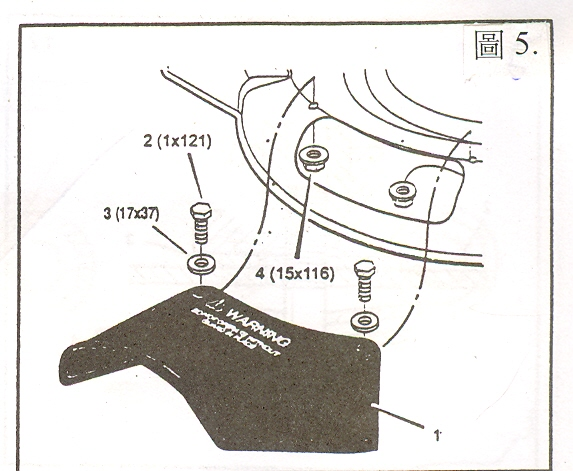 圖 5.
2 (1x121)
3 (17x37)
4 (15x116)
⚠ WARNING
1